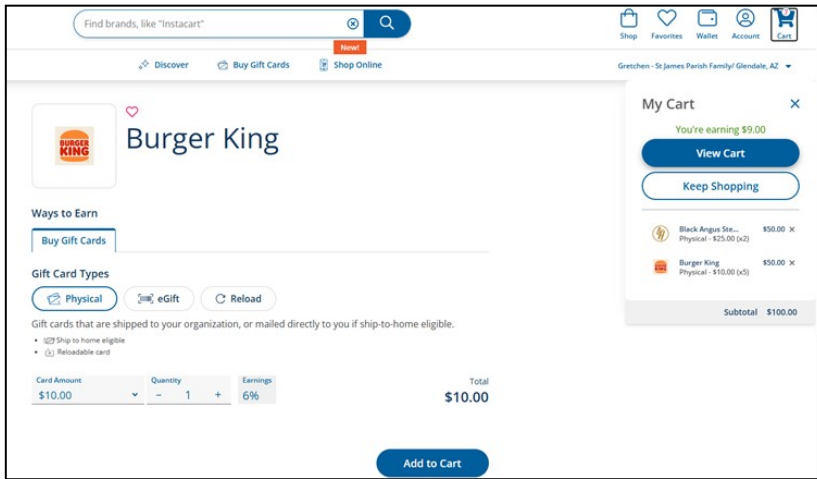 Find brands, like "Instacart"
Shop Favorites Wallet Account Cart
New!
Discover Buy Gift Cards Shop Online
Gretchen - St James Parish Family/ Glendale, AZ
My Cart
You're earning $9.00
View Cart
Keep Shopping
Black Angus Ste... $50.00
Physical - $25.00 (x2)
Burger King $50.00
Physical - $10.00 (x5)
Subtotal $100.00
BURGER
KING
Burger King
Ways to Earn
Buy Gift Cards
Gift Card Types
Physical eGift Reload
Gift cards that are shipped to your organization, or mailed directly to you if ship-to-home eligible.
Ship to home eligible
Reloadable card
Card Amount Quantity Earnings Total
$10.00 − 1 + 6% $10.00
Add to Cart